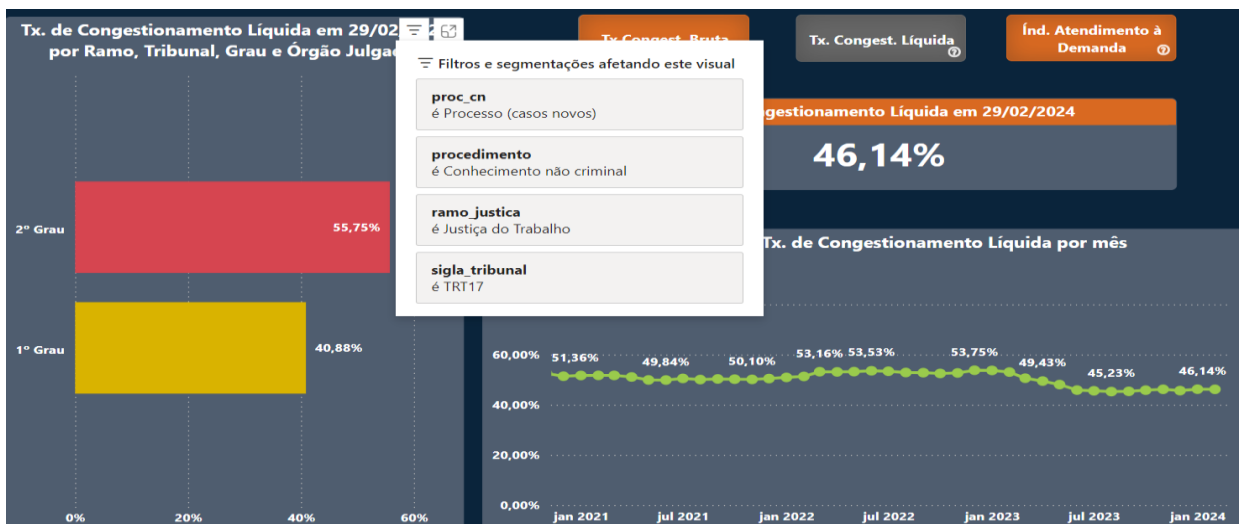 Tx. de Congestionamento Líquida em 29/02
por Ramo, Tribunal, Grau e Órgão
2º Grau
55,75%
1º Grau
40,88%
0%
20%
40%
60%
Filtros e segmentações afetando este visual
proc_cn
é Processo (casos novos)
procedimento
é Conhecimento não criminal
ramo_justica
é Justiça do Trabalho
sigla_tribunal
é TRT17
Tx Congest. Bruta
Tx. Congest. Líquida
Índ. Atendimento à
Demanda
Líquida em 29/02/2024
46,14%
Tx. de Congestionamento Líquida por mês
60,00%
40,00%
20,00%
0,00%
51,36%
49,84%
50,10%
53,16%
53,53%
53,75%
49,43%
45,23%
46,14%
jan 2021
jul 2021
jan 2022
jul 2022
jan 2023
jul 2023
jan 2024